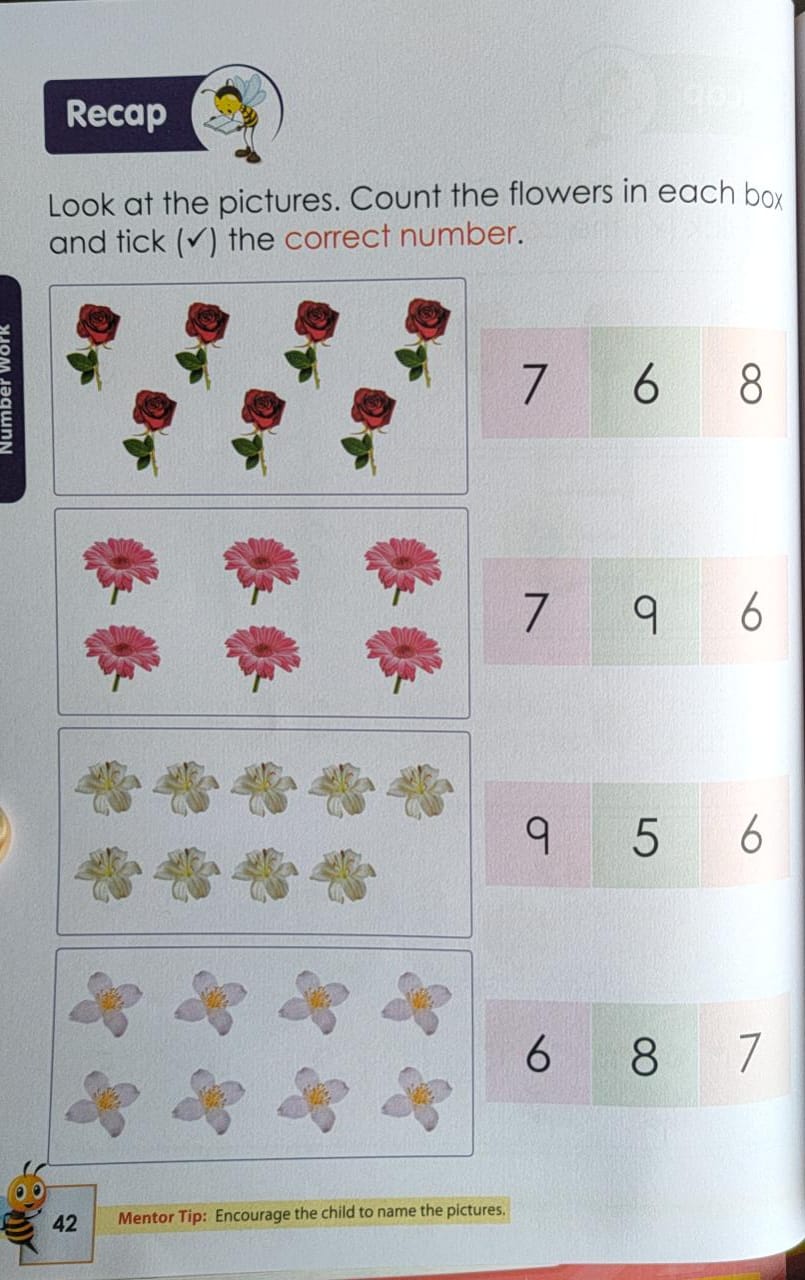 Recap
Look at the pictures. Count the flowers in each box
and tick (✓) the correct number.
Number Work
7 6 8
7 9 6
9 5 6
6 8 7
42
Mentor Tip: Encourage the child to name the pictures.